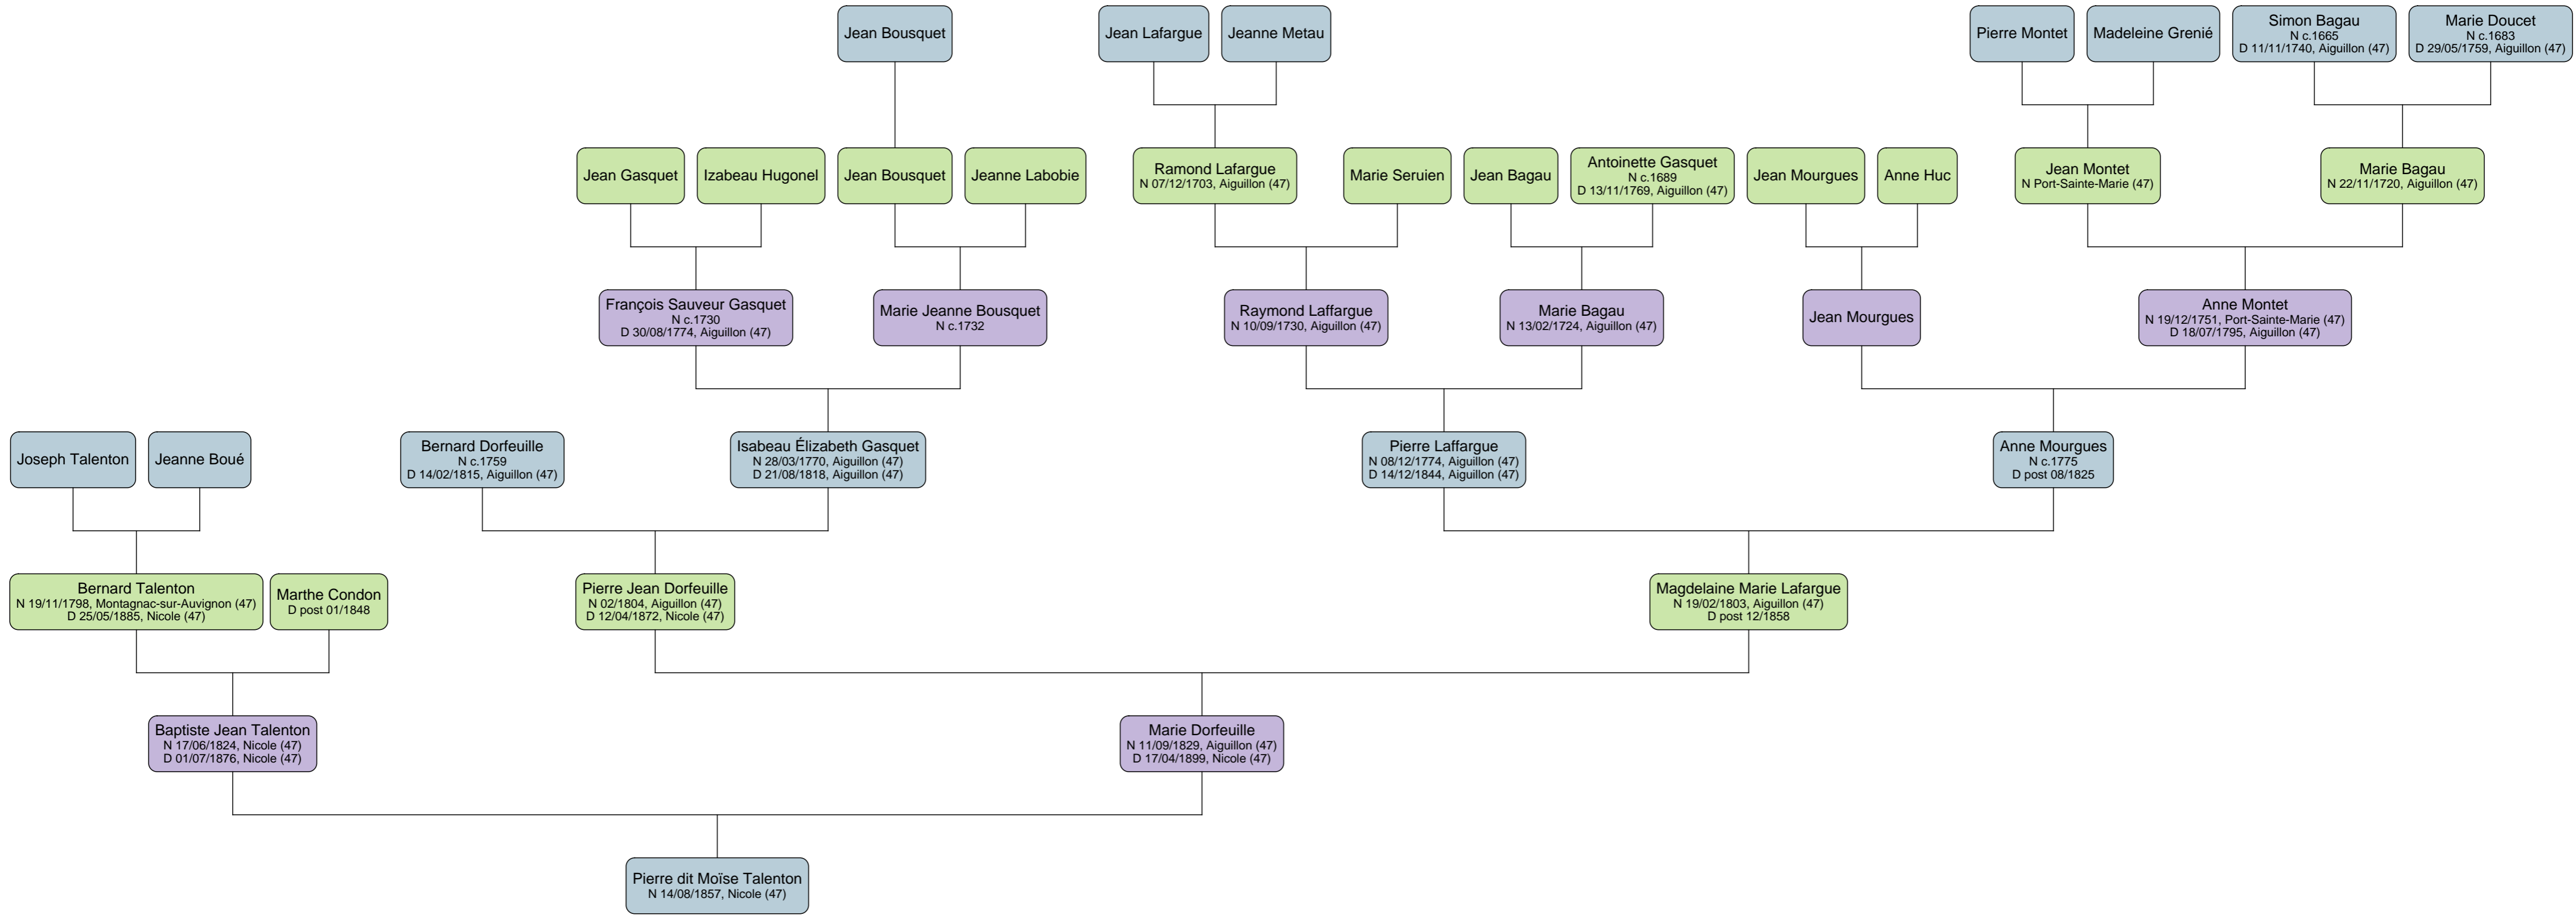 Jean Bousquet
Jean Lafargue
Jeanne Metau
Pierre Montet
Madeleine Grenié
Simon Bagau
N c.1665
D 11/11/1740, Aiguillon (47)
Marie Doucet
N c.1683
D 29/05/1759, Aiguillon (47)
Jean Gasquet
Izabeau Hugonel
Jean Bousquet
Jeanne Labobie
Ramond Lafargue
N 07/12/1703, Aiguillon (47)
Marie Seruien
Jean Bagau
Antoinette Gasquet
N c.1689
D 13/11/1769, Aiguillon (47)
Jean Mourgues
Anne Huc
Jean Montet
N Port-Sainte-Marie (47)
Marie Bagau
N 22/11/1720, Aiguillon (47)
François Sauveur Gasquet
N c.1730
D 30/08/1774, Aiguillon (47)
Marie Jeanne Bousquet
N c.1732
Raymond Laffargue
N 10/09/1730, Aiguillon (47)
Marie Bagau
N 13/02/1724, Aiguillon (47)
Jean Mourgues
Anne Montet
N 19/12/1751, Port-Sainte-Marie (47)
D 18/07/1795, Aiguillon (47)
Joseph Talenton
Jeanne Boué
Bernard Dorfeuille
N c.1759
D 14/02/1815, Aiguillon (47)
Isabeau Élizabeth Gasquet
N 28/03/1770, Aiguillon (47)
D 21/08/1818, Aiguillon (47)
Pierre Laffargue
N 08/12/1774, Aiguillon (47)
D 14/12/1844, Aiguillon (47)
Anne Mourgues
N c.1775
D post 08/1825
Bernard Talenton
N 19/11/1798, Montagnac-sur-Auvignon (47)
D 25/05/1885, Nicole (47)
Marthe Condon
D post 01/1848
Pierre Jean Dorfeuille
N 02/1804, Aiguillon (47)
D 12/04/1872, Nicole (47)
Magdelaine Marie Lafargue
N 19/02/1803, Aiguillon (47)
D post 12/1858
Baptiste Jean Talenton
N 17/06/1824, Nicole (47)
D 01/07/1876, Nicole (47)
Marie Dorfeuille
N 11/09/1829, Aiguillon (47)
D 17/04/1899, Nicole (47)
Pierre dit Moïse Talenton
N 14/08/1857, Nicole (47)